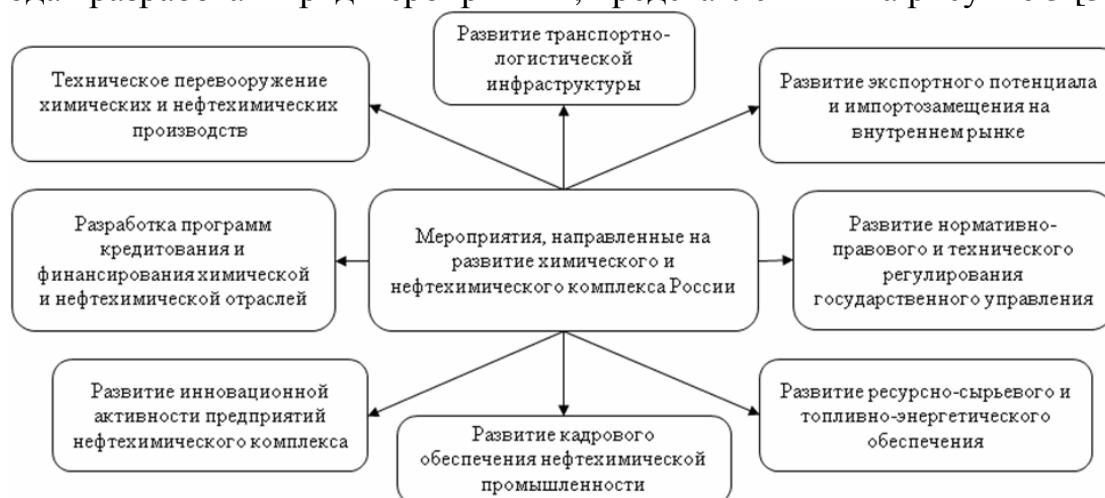 Развитие транспортно-
логистической
инфраструктуры
Техническое перевооружение
химических и нефтехимических
производств
Развитие экспортного потенциала
и импортозамещения на
внутреннем рынке
Разработка программ
кредитования и
финансирования химической
и нефтехимической отраслей
Мероприятия, направленные на
развитие химического и
нефтехимического комплекса России
Развитие нормативно-
правового и технического
регулирования
государственного управления
Развитие инновационной
активности предприятий
нефтехимического комплекса
Развитие кадрового
обеспечения нефтехимической
промышленности
Развитие ресурсно-сырьевого и
топливно-энергетического
обеспечения